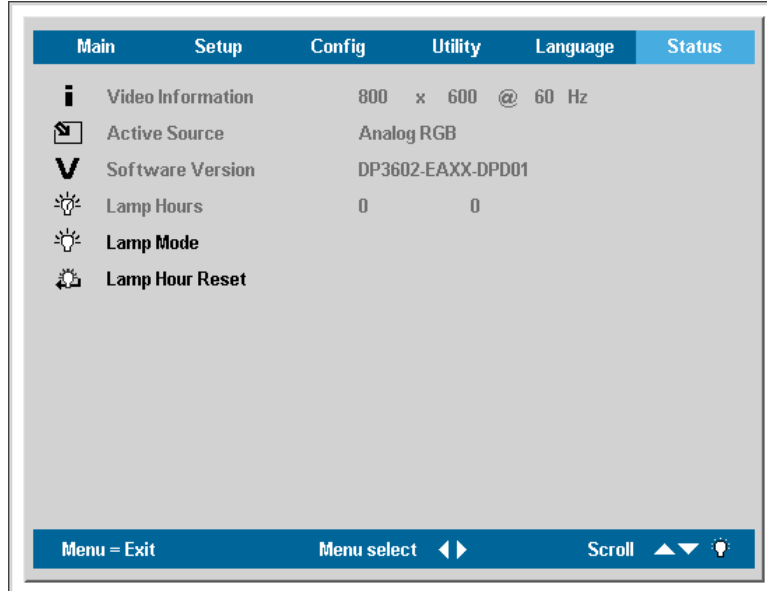 Main Setup Config Utility Language Status
Video Information 800 x 600 @ 60 Hz
Active Source Analog RGB
V Software Version DP3602-EAXX-DPD01
Lamp Hours 0 0
Lamp Mode
Lamp Hour Reset
Menu = Exit Menu select Scroll